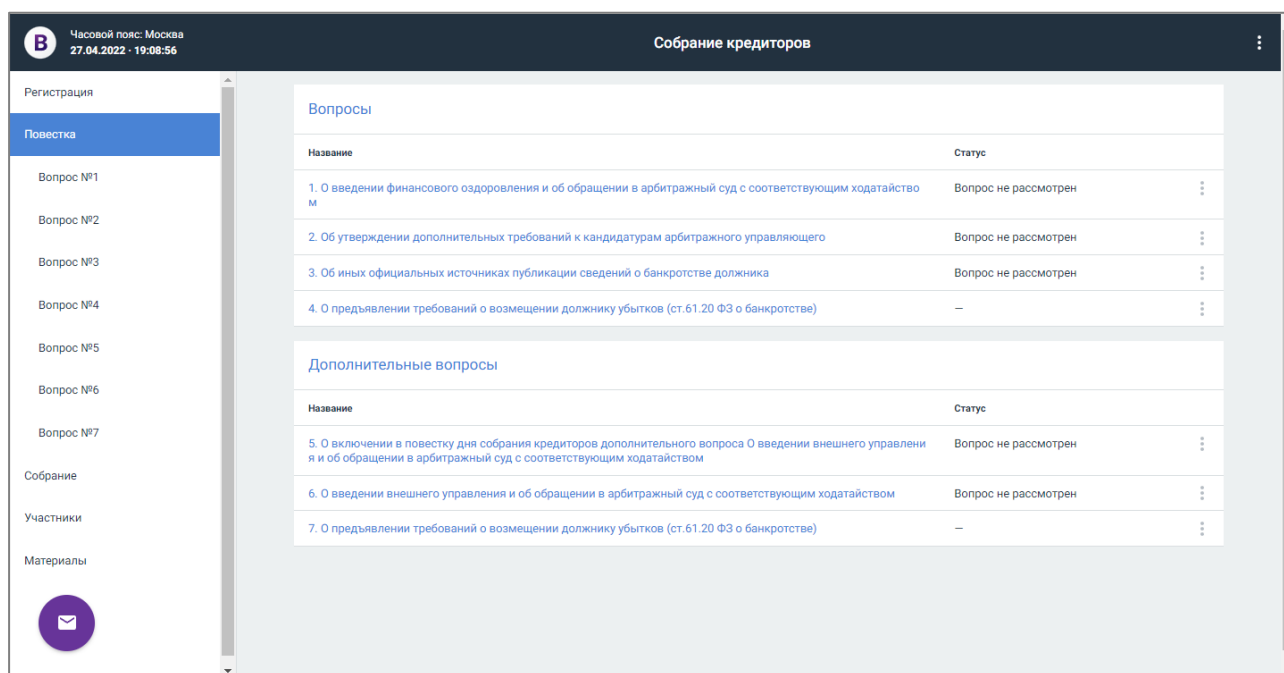 B
Часовой пояс: Москва
27.04.2022 · 19:08:56
Собрание кредиторов
Регистрация
Повестка
Вопрос №1
Вопрос №2
Вопрос №3
Вопрос №4
Вопрос №5
Вопрос №6
Вопрос №7
Собрание
Участники
Материалы
Вопросы
Название Статус
1. О введении финансового оздоровления и об обращении в арбитражный суд с соответствующим ходатайство Вопрос не рассмотрен
м
2. Об утверждении дополнительных требований к кандидатурам арбитражного управляющего Вопрос не рассмотрен
3. Об иных официальных источниках публикации сведений о банкротстве должника Вопрос не рассмотрен
4. О предъявлении требований о возмещении должнику убытков (ст.61.20 ФЗ о банкротстве) —
Дополнительные вопросы
Название Статус
5. О включении в повестку дня собрания кредиторов дополнительного вопроса О введении внешнего управлени Вопрос не рассмотрен
я и об обращении в арбитражный суд с соответствующим ходатайством
6. О введении внешнего управления и об обращении в арбитражный суд с соответствующим ходатайством Вопрос не рассмотрен
7. О предъявлении требований о возмещении должнику убытков (ст.61.20 ФЗ о банкротстве) —